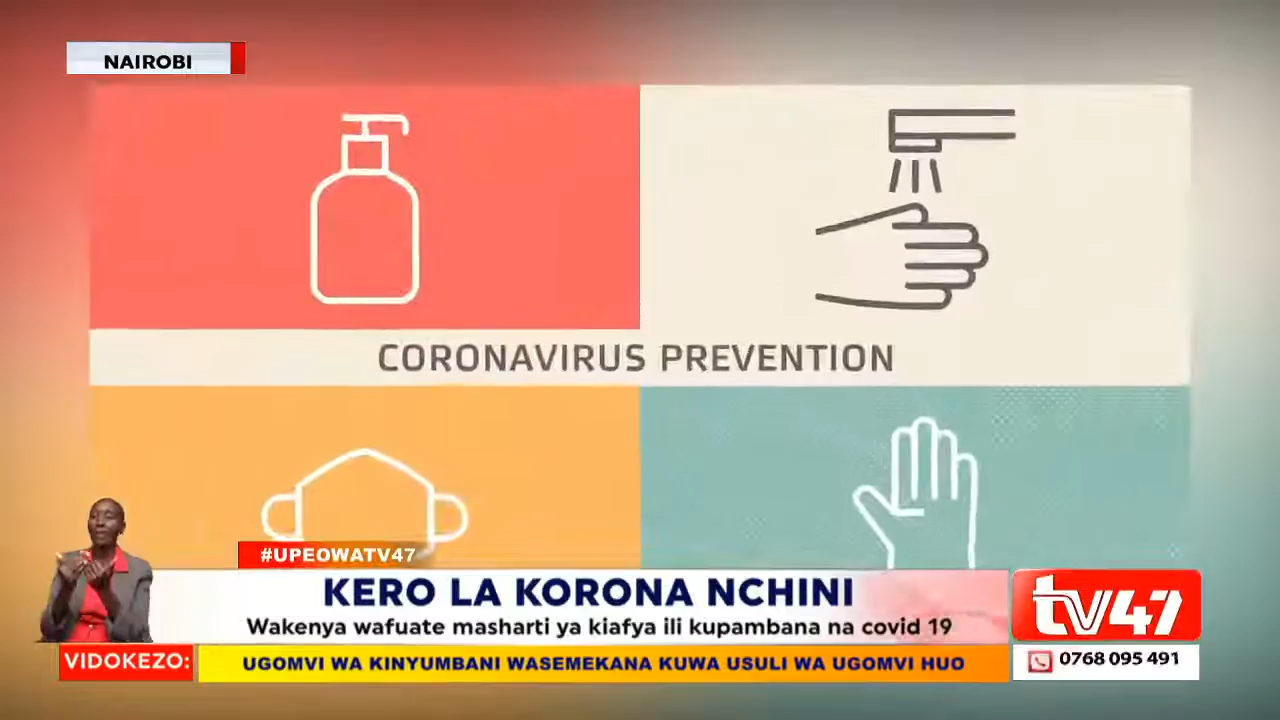 NAIROBI
CORONAVIRUS PREVENTION
#UPEOWATV47
KERO LA KORONA NCHINI
Wakenya wafuate masharti ya kiafya ili kupambana na covid 19
tv47
VIDOKEZO:
UGOMVI WA KINYUMBANI WASEMEKANA KUWA USULI WA UGOMVI HUO
0768 095 491